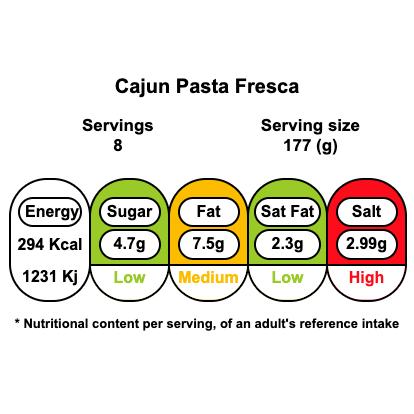 Cajun Pasta Fresca
Servings
8
Serving size
177 (g)
Energy Sugar Fat Sat Fat Salt
294 Kcal 4.7g 7.5g 2.3g 2.99g
1231 Kj Low Medium Low High
* Nutritional content per serving, of an adult's reference intake